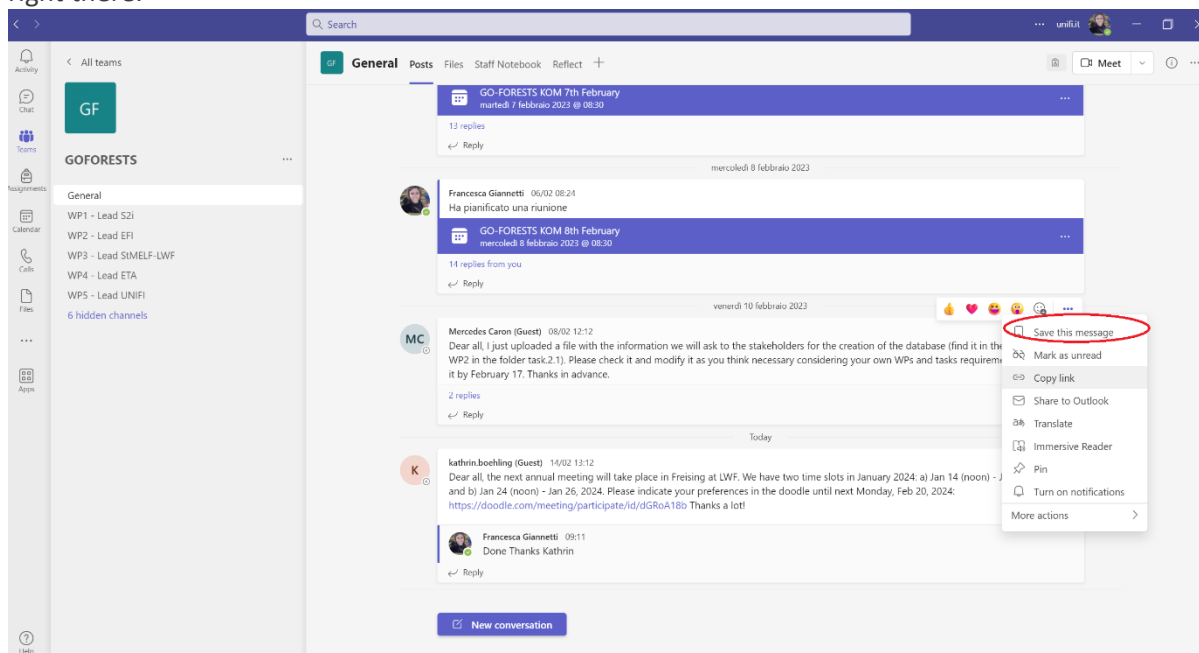 right there.
Search
unifi.it
Activity
Chat
Teams
Assignments
Calendar
Calls
Files
Apps
Help
All teams
GF
GOFORESTS
General
WP1 - Lead S2i
WP2 - Lead EFI
WP3 - Lead StMELF-LWF
WP4 - Lead ETA
WP5 - Lead UNIFI
6 hidden channels
GF General Posts Files Staff Notebook Reflect
Meet
GO-FORESTS KOM 7th February
martedì 7 febbraio 2023 @ 08:30
13 replies
Reply
mercoledì 8 febbraio 2023
Francesca Giannetti 06/02 08:24
Ha pianificato una riunione
GO-FORESTS KOM 8th February
mercoledì 8 febbraio 2023 @ 08:30
14 replies from you
Reply
venerdì 10 febbraio 2023
MC
Mercedes Caron (Guest) 08/02 12:12
Dear all, I just uploaded a file with the information we will ask to the stakeholders for the creation of the database (find it in the
WP2 in the folder task.2.1). Please check it and modify it as you think necessary considering your own WPs and tasks requireme
it by February 17. Thanks in advance.
2 replies
Reply
Today
K
kathrin.boehling (Guest) 14/02 13:12
Dear all, the next annual meeting will take place in Freising at LWF. We have two time slots in January 2024: a) Jan 14 (noon) - J
and b) Jan 24 (noon) - Jan 26, 2024. Please indicate your preferences in the doodle until next Monday, Feb 20, 2024:
https://doodle.com/meeting/participate/id/dGRoA18b Thanks a lot!
Francesca Giannetti 09:11
Done Thanks Kathrin
Reply
New conversation
Save this message
Mark as unread
Copy link
Share to Outlook
Translate
Immersive Reader
Pin
Turn on notifications
More actions